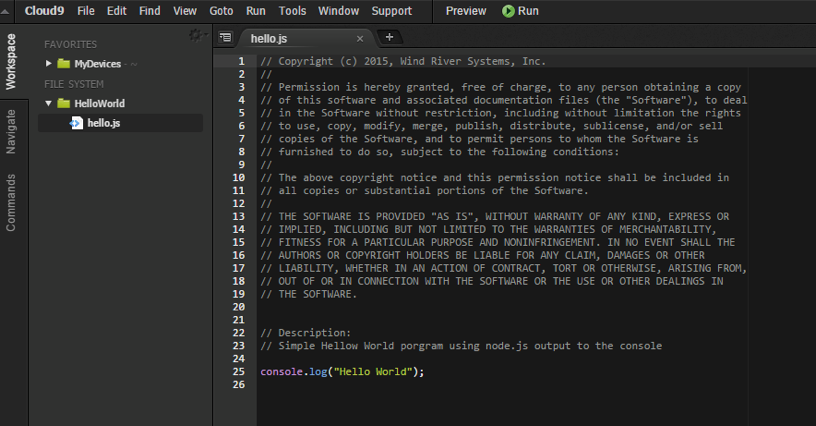 Cloud9 File Edit Find View Goto Run Tools Window Support Preview Run
Workspace
Navigate
Commands
FAVORITES
MyDevices - ~
FILE SYSTEM
HelloWorld
hello.js
hello.js
1 // Copyright (c) 2015, Wind River Systems, Inc.
2 //
3 // Permission is hereby granted, free of charge, to any person obtaining a copy
4 // of this software and associated documentation files (the "Software"), to deal
5 // in the Software without restriction, including without limitation the rights
6 // to use, copy, modify, merge, publish, distribute, sublicense, and/or sell
7 // copies of the Software, and to permit persons to whom the Software is
8 // furnished to do so, subject to the following conditions:
9 //
10 // The above copyright notice and this permission notice shall be included in
11 // all copies or substantial portions of the Software.
12 //
13 // THE SOFTWARE IS PROVIDED "AS IS", WITHOUT WARRANTY OF ANY KIND, EXPRESS OR
14 // IMPLIED, INCLUDING BUT NOT LIMITED TO THE WARRANTIES OF MERCHANTABILITY,
15 // FITNESS FOR A PARTICULAR PURPOSE AND NONINFRINGEMENT. IN NO EVENT SHALL THE
16 // AUTHORS OR COPYRIGHT HOLDERS BE LIABLE FOR ANY CLAIM, DAMAGES OR OTHER
17 // LIABILITY, WHETHER IN AN ACTION OF CONTRACT, TORT OR OTHERWISE, ARISING FROM,
18 // OUT OF OR IN CONNECTION WITH THE SOFTWARE OR THE USE OR OTHER DEALINGS IN
19 // THE SOFTWARE.
20
21
22 // Description:
23 // Simple Hellow World porgram using node.js output to the console
24
25 console.log("Hello World");
26